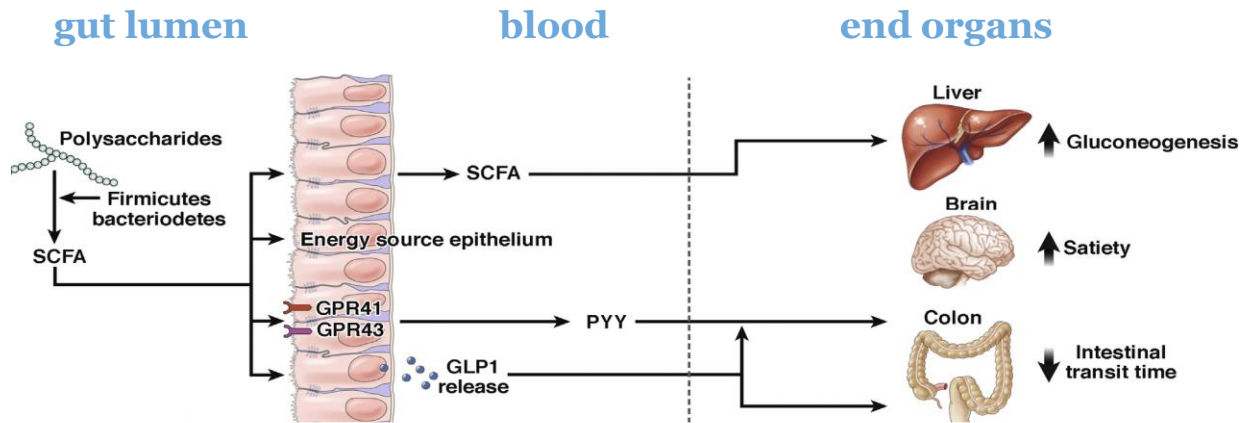 gut lumen
blood
end organs
Polysaccharides
Firmicutes
bacteriodetes
SCFA
SCFA
Energy source epithelium
GPR41
GPR43
PYY
GLP1
release
Liver
Gluconeogenesis
Brain
Satiety
Colon
Intestinal
transit time